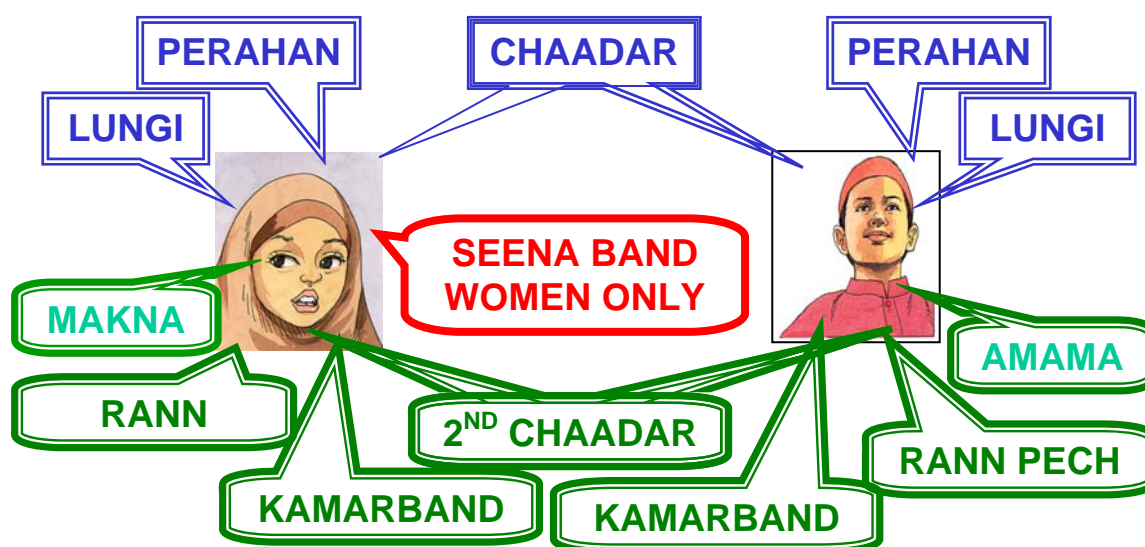 PERAHAN
CHAADAR
PERAHAN
LUNGI
LUNGI
SEENA BAND
WOMEN ONLY
MAKNA
AMAMA
RANN
2ND CHAADAR
RANN PECH
KAMARBAND
KAMARBAND